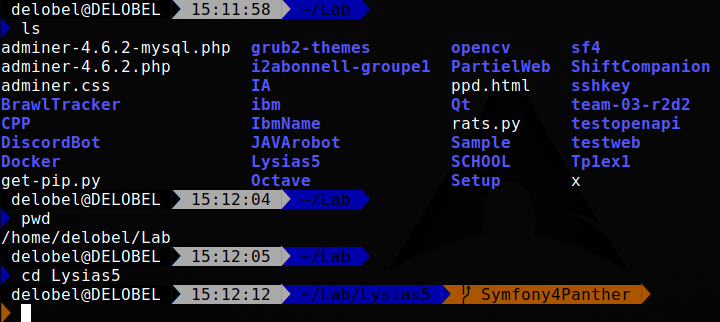 delobel@DELOBEL 15:11:58 ~/Lab
ls
adminer-4.6.2-mysql.php grub2-themes opencv sf4
adminer-4.6.2.php i2abonnell-groupe1 PartielWeb ShiftCompanion
adminer.css IA ppd.html sshkey
BrawlTracker ibm Qt team-03-r2d2
CPP IbmName rats.py testopenapi
DiscordBot JAVArobot Sample testweb
Docker Lysias5 SCHOOL Tp1ex1
get-pip.py Octave Setup x
delobel@DELOBEL 15:12:04 ~/Lab
pwd
/home/delobel/Lab
delobel@DELOBEL 15:12:05 ~/Lab
cd Lysias5
delobel@DELOBEL 15:12:12 ~/Lab/Lysias5 Symfony4Panther